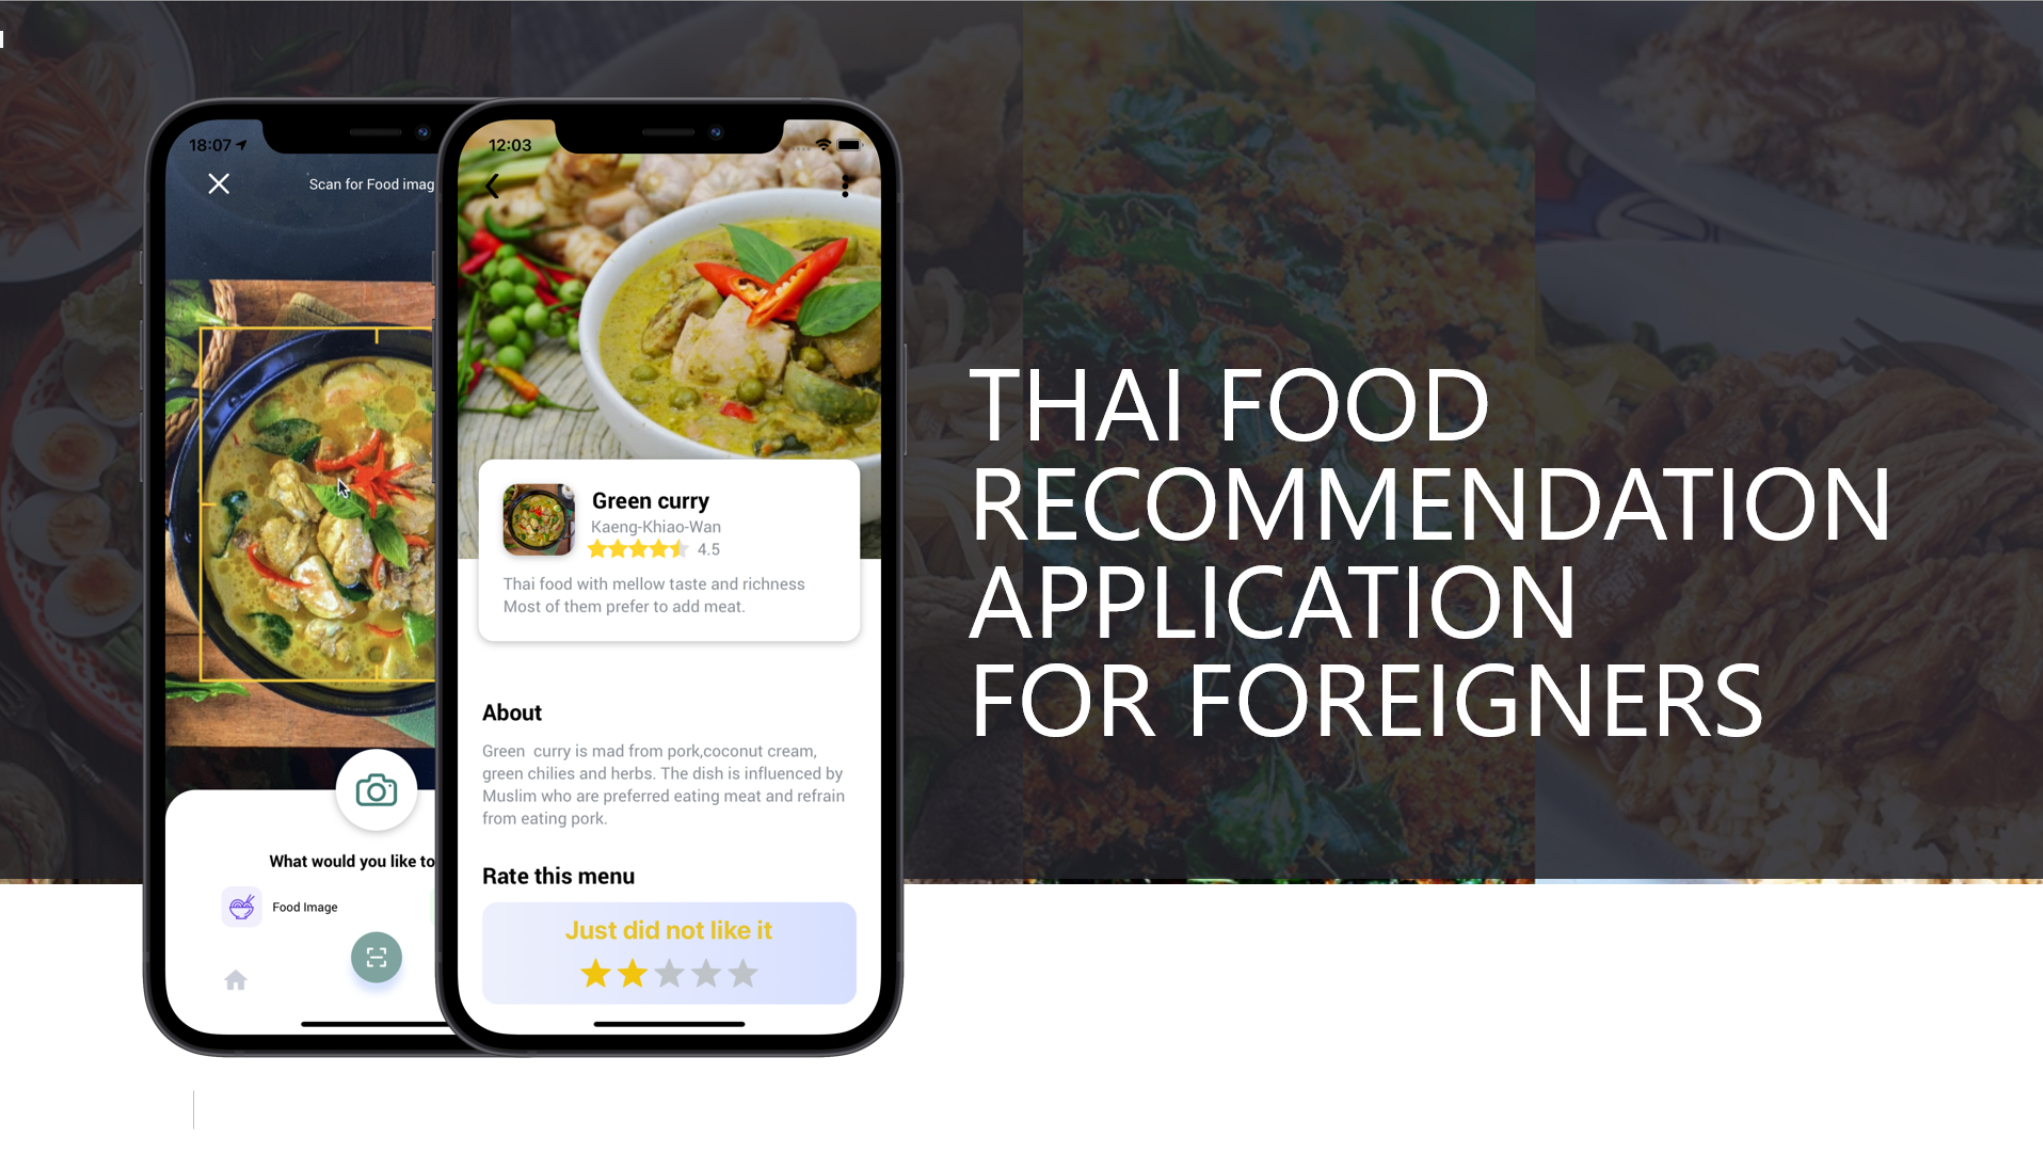 18:07
Scan for Food imag
What would you like to
Food Image
12:03
Green curry
Kaeng-Khiao-Wan
4.5
Thai food with mellow taste and richness
Most of them prefer to add meat.
About
Green  curry is mad from pork,coconut cream,
green chilies and herbs. The dish is influenced by
Muslim who are preferred eating meat and refrain
from eating pork.
Rate this menu
Just did not like it
THAI FOOD
RECOMMENDATION
APPLICATION
FOR FOREIGNERS